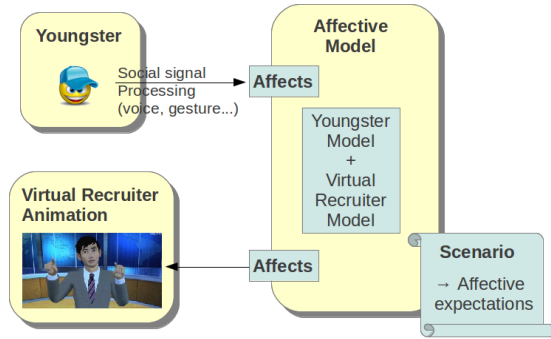 Youngster
Social signal
Processing
(voice, gesture...)
Affective
Model
Affects
Youngster
Model
+
Virtual
Recruiter
Model
Virtual Recruiter
Animation
Affects
Scenario
→ Affective
expectations